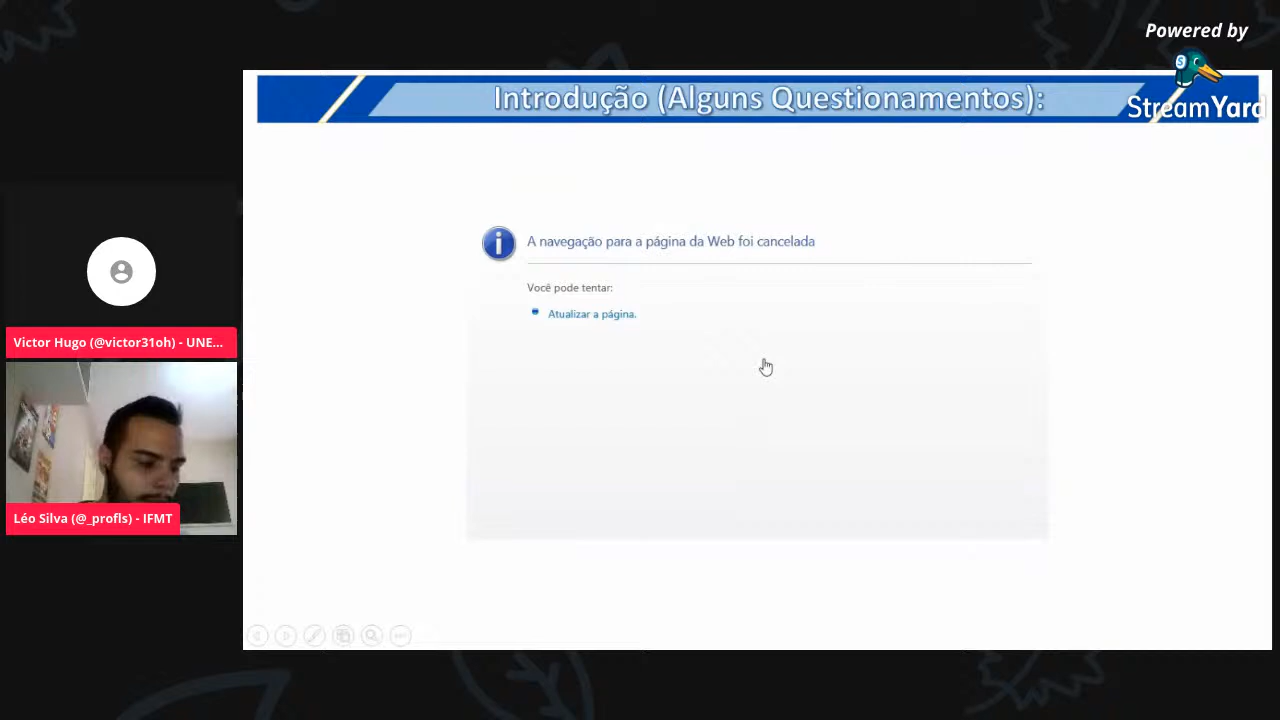 Powered by
StreamYard
Introdução (Alguns Questionamentos):
A navegação para a página da Web foi cancelada
Você pode tentar:
Atualizar a página.
Victor Hugo (@victor31oh) - UNE...
Léo Silva (@_profls) - IFMT